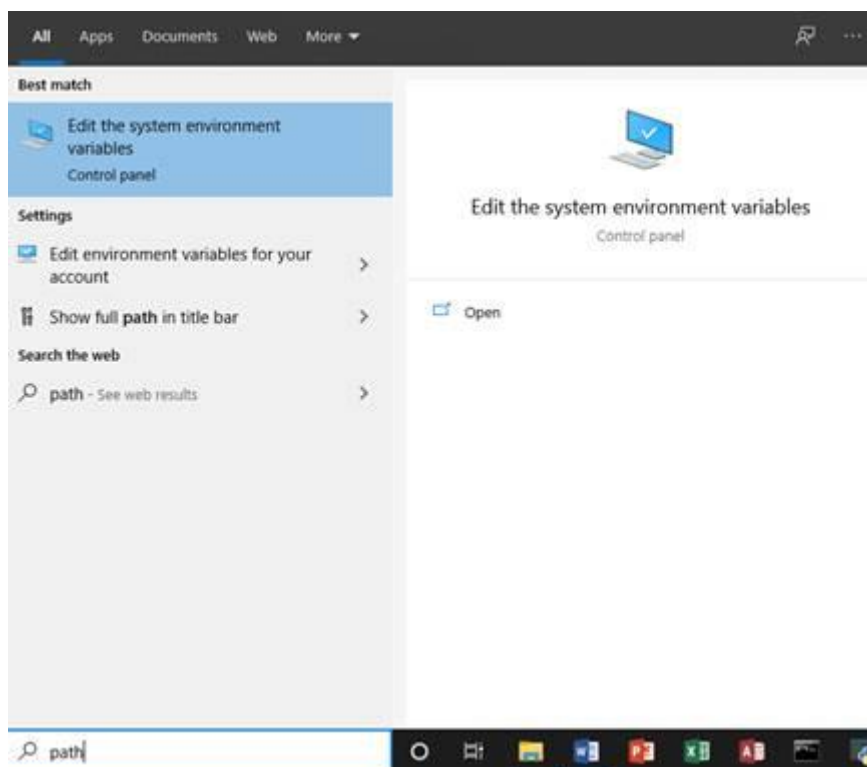 All Apps Documents Web More
Best match
Edit the system environment
variables
Control panel
Settings
Edit environment variables for your
account
Show full path in title bar
Search the web
path - See web results
Edit the system environment variables
Control panel
Open
path